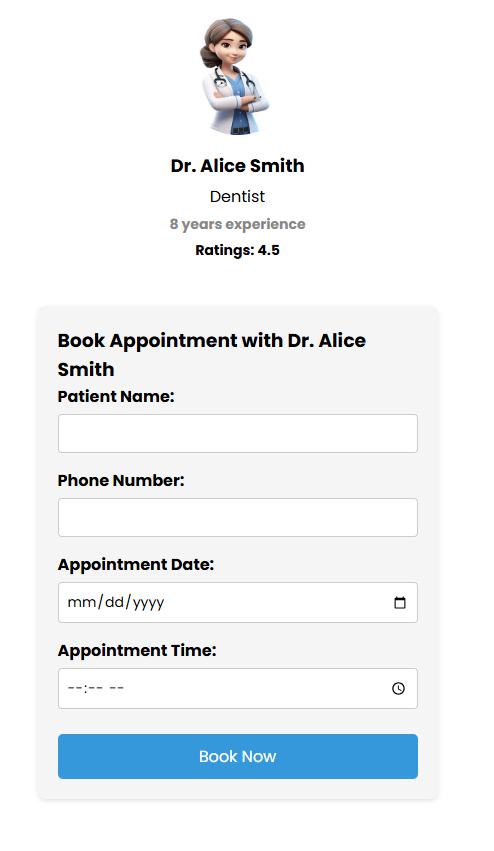 Dr. Alice Smith
Dentist
8 years experience
Ratings: 4.5
Book Appointment with Dr. Alice
Smith
Patient Name:
Phone Number:
Appointment Date:
mm/dd/yyyy
Appointment Time:
--:-- --
Book Now